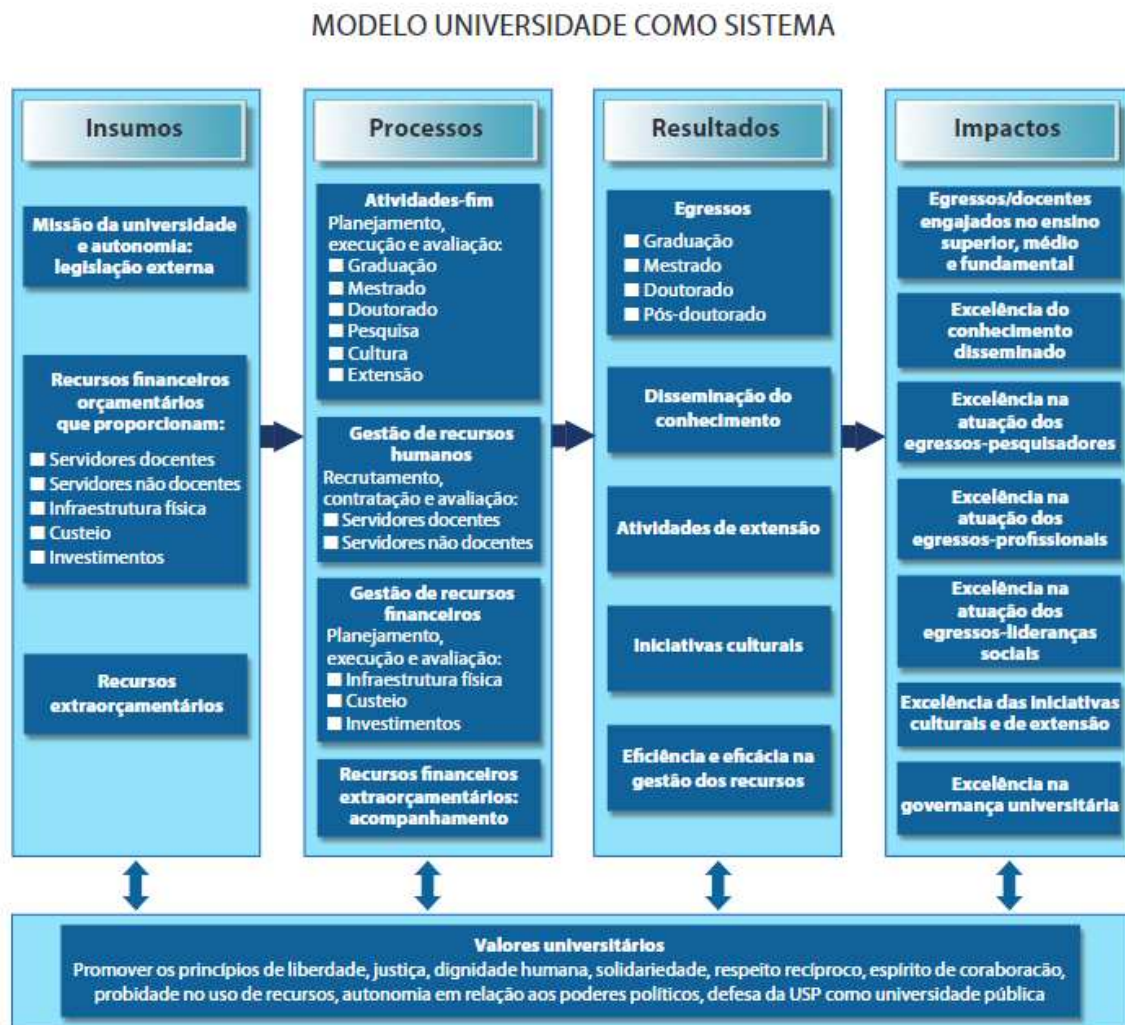 MODELO UNIVERSIDADE COMO SISTEMA
Insumos
Missão da universidade
e autonomia:
legislação externa
Recursos financeiros
orçamentários
que proporcionam:
Servidores docentes
Servidores não docentes
Infraestrutura física
Custeio
Investimentos
Recursos
extraorçamentários
Processos
Atividades-fim
Planejamento,
execução e avaliação:
Graduação
Mestrado
Doutorado
Pesquisa
Cultura
Extensão
Gestão de recursos
humanos
Recrutamento,
contratação e avaliação:
Servidores docentes
Servidores não docentes
Gestão de recursos
financeiros
Planejamento,
execução e avaliação:
Infraestrutura física
Custeio
Investimentos
Recursos financeiros
extraorçamentários:
acompanhamento
Resultados
Egressos
Graduação
Mestrado
Doutorado
Pós-doutorado
Disseminação do
conhecimento
Atividades de extensão
Iniciativas culturais
Eficiência e eficácia na
gestão dos recursos
Impactos
Egressos/docentes
engajados no ensino
superior, médio
e fundamental
Excelência do
conhecimento
disseminado
Excelência na
atuação dos
egressos-pesquisadores
Excelência na
atuação dos
egressos-profissionais
Excelência na
atuação dos
egressos-lideranças
sociais
Excelência das iniciativas
culturais e de extensão
Excelência na
governança universitária
Valores universitários
Promover os princípios de liberdade, justiça, dignidade humana, solidariedade, respeito recíproco, espírito de coraboracão,
probidade no uso de recursos, autonomia em relação aos poderes políticos, defesa da USP como universidade pública